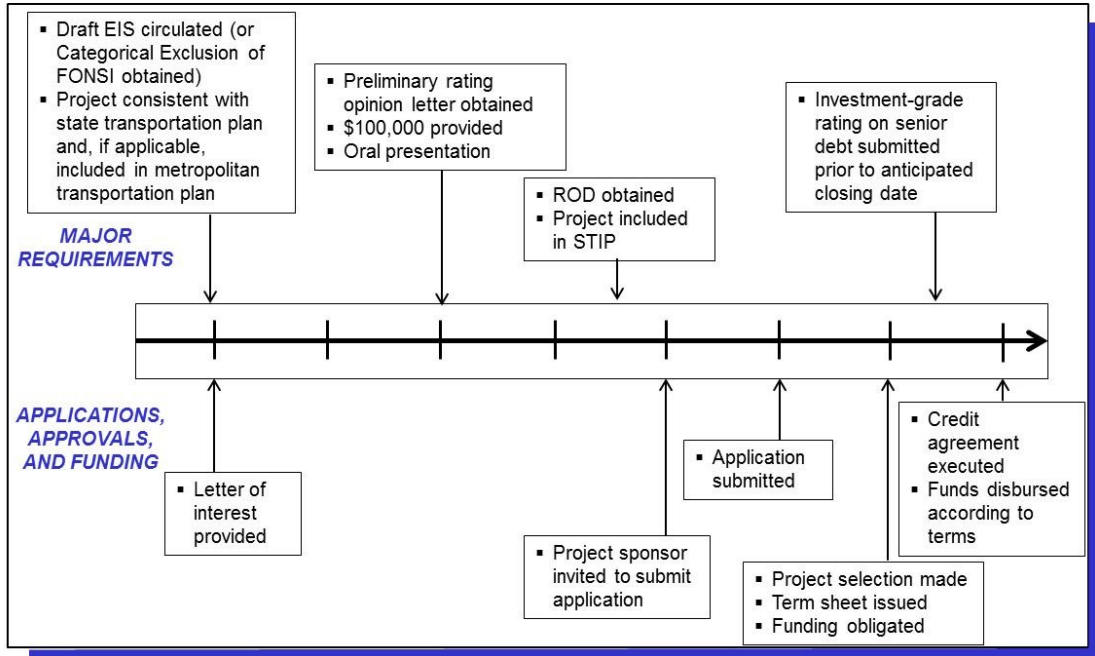 ▪ Draft EIS circulated (or
Categorical Exclusion of
FONSI obtained)
▪ Project consistent with
state transportation plan
and, if applicable,
included in metropolitan
transportation plan
▪ Preliminary rating
opinion letter obtained
▪ $100,000 provided
▪ Oral presentation
▪ ROD obtained
▪ Project included
in STIP
▪ Investment-grade
rating on senior
debt submitted
prior to anticipated
closing date
MAJOR
REQUIREMENTS
APPLICATIONS,
APPROVALS,
AND FUNDING
▪ Letter of
interest
provided
▪ Project sponsor
invited to submit
application
▪ Application
submitted
▪ Project selection made
▪ Term sheet issued
▪ Funding obligated
▪ Credit
agreement
executed
▪ Funds disbursed
according to
terms